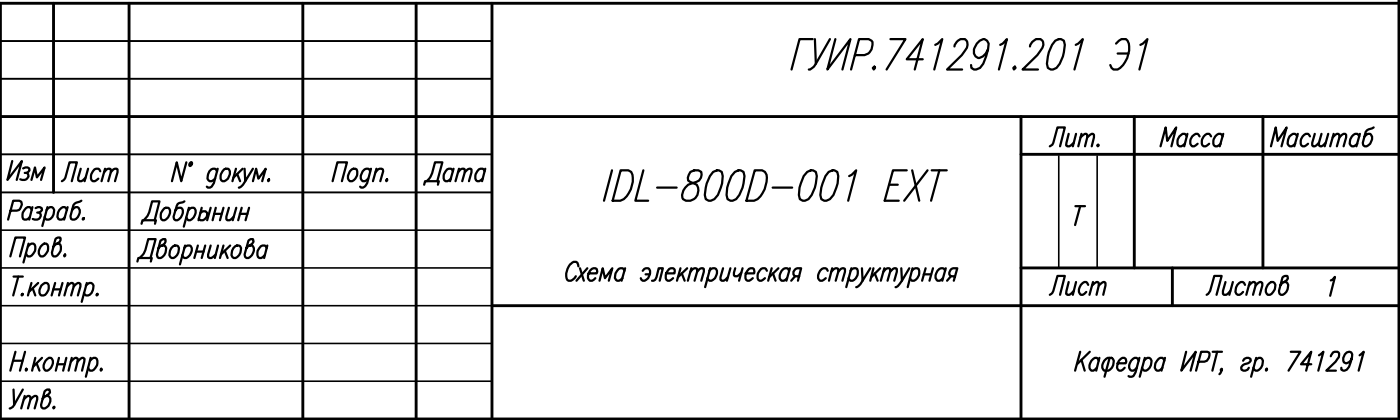 ГУИР.741291.201 Э1
Лит. Масса Масштаб
Изм Лист N° докум. Подп. Дата
IDL-800D-001 EXT
Разраб. Добрынин
Т
Пров. Дворникова
Схема электрическая структурная
Т.контр.
Лист Листов 1
Н.контр.
Кафедра ИРТ, гр. 741291
Утв.